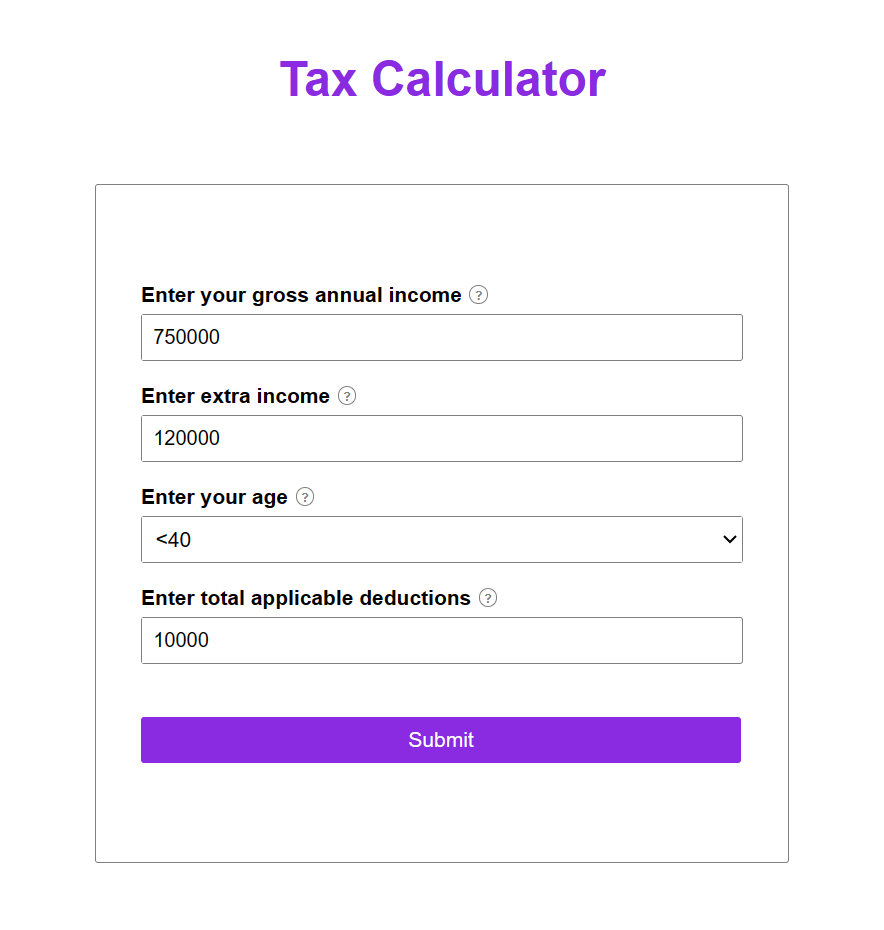 Tax Calculator
Enter your gross annual income ?
750000
Enter extra income ?
120000
Enter your age ?
<40
Enter total applicable deductions ?
10000
Submit